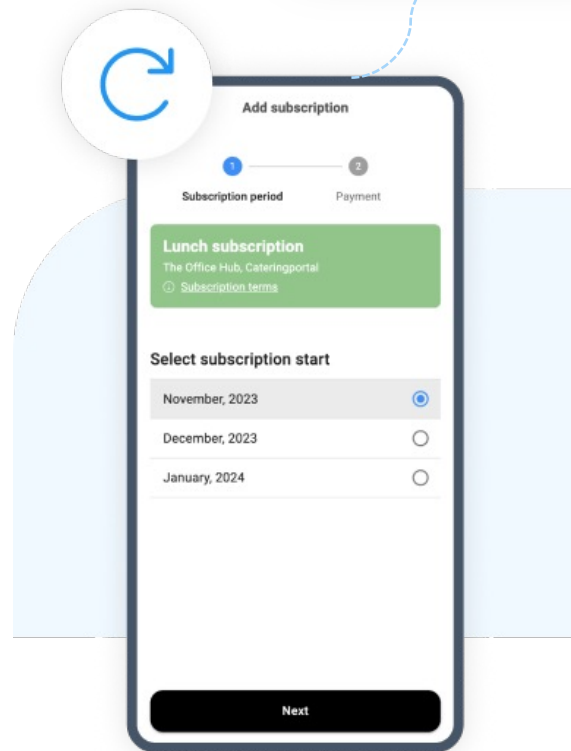 Add subscription
1 2
Subscription period Payment
Lunch subscription
The Office Hub, Cateringportal
Subscription terms
Select subscription start
November, 2023
December, 2023
January, 2024
Next